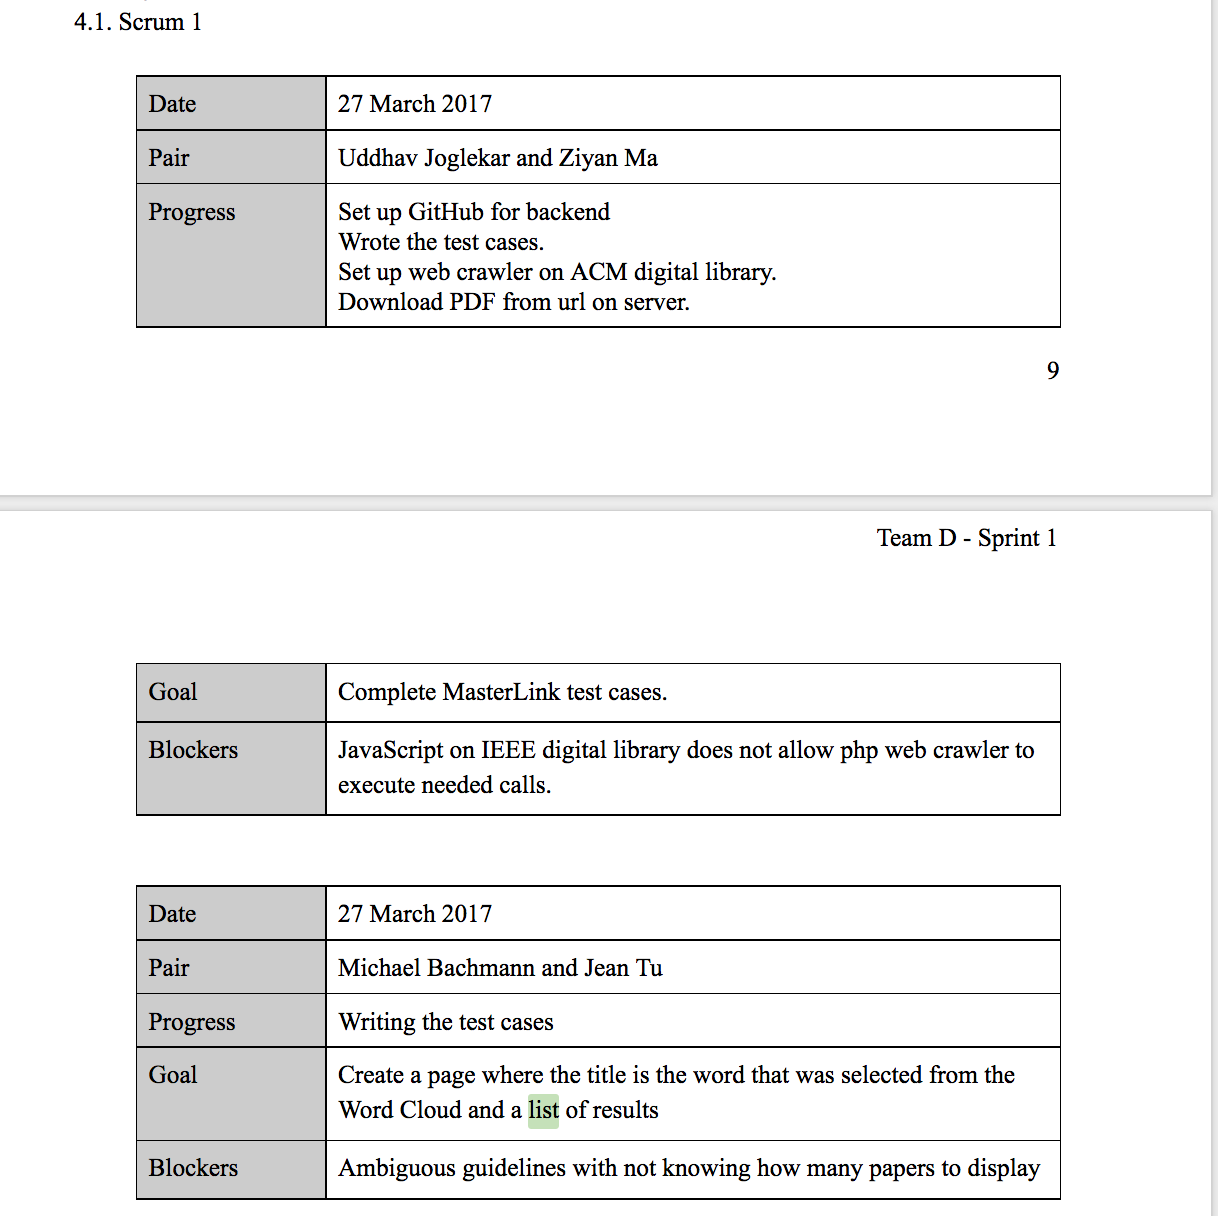 4.1. Scrum 1
Date
27 March 2017
Pair
Uddhav Joglekar and Ziyan Ma
Progress
Set up GitHub for backend
Wrote the test cases.
Set up web crawler on ACM digital library.
Download PDF from url on server.
9
Team D - Sprint 1
Goal
Complete MasterLink test cases.
Blockers
JavaScript on IEEE digital library does not allow php web crawler to
execute needed calls.
Date
27 March 2017
Pair
Michael Bachmann and Jean Tu
Progress
Writing the test cases
Goal
Create a page where the title is the word that was selected from the
Word Cloud and a list of results
Blockers
Ambiguous guidelines with not knowing how many papers to display